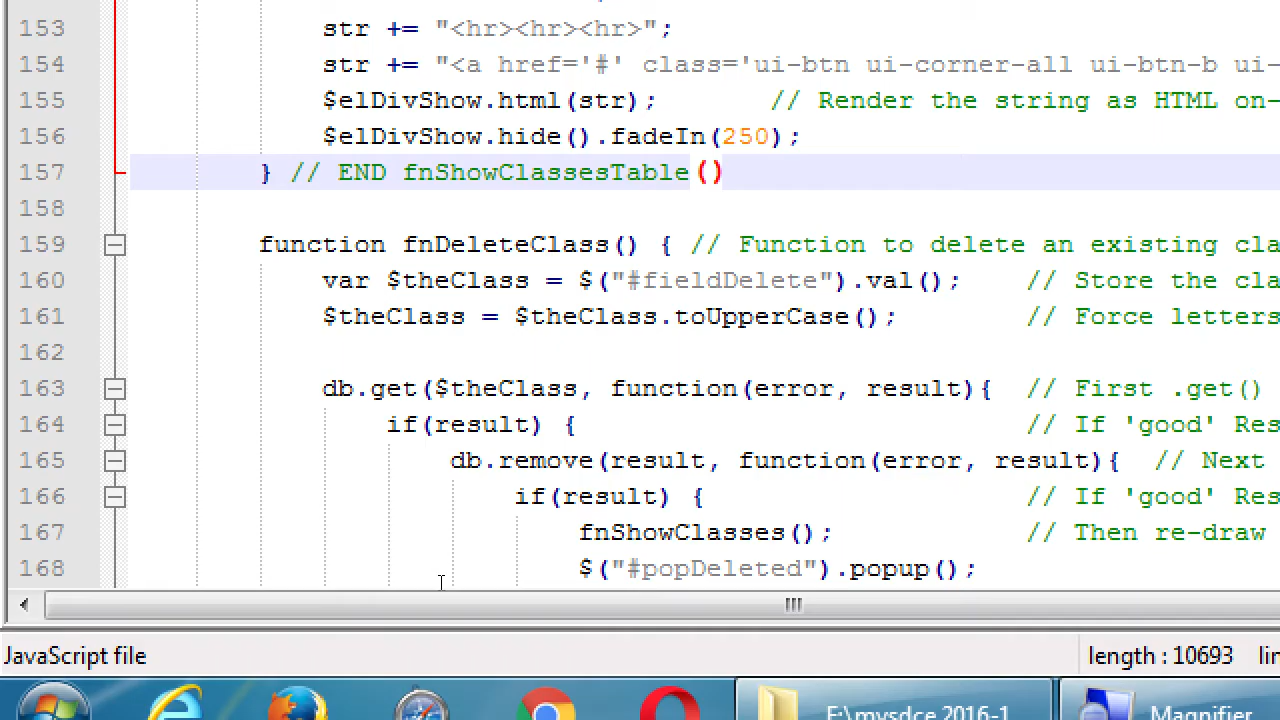 153 str += "<hr><hr><hr>";
154 str += "<a href='#' class='ui-btn ui-corner-all ui-btn-b ui-
155 $elDivShow.html(str); // Render the string as HTML on-
156 $elDivShow.hide().fadeIn(250);
157 } // END fnShowClassesTable()
158
159 function fnDeleteClass() { // Function to delete an existing cla
160 var $theClass = $("#fieldDelete").val(); // Store the cla
161 $theClass = $theClass.toUpperCase(); // Force letters
162
163 db.get($theClass, function(error, result){ // First .get()
164 if(result) { // If 'good' Res
165 db.remove(result, function(error, result){ // Next
166 if(result) { // If 'good' Res
167 fnShowClasses(); // Then re-draw
168 $("#popDeleted").popup();
JavaScript file length : 10693 lin
F:\mysdce 2016-1 Magnifier